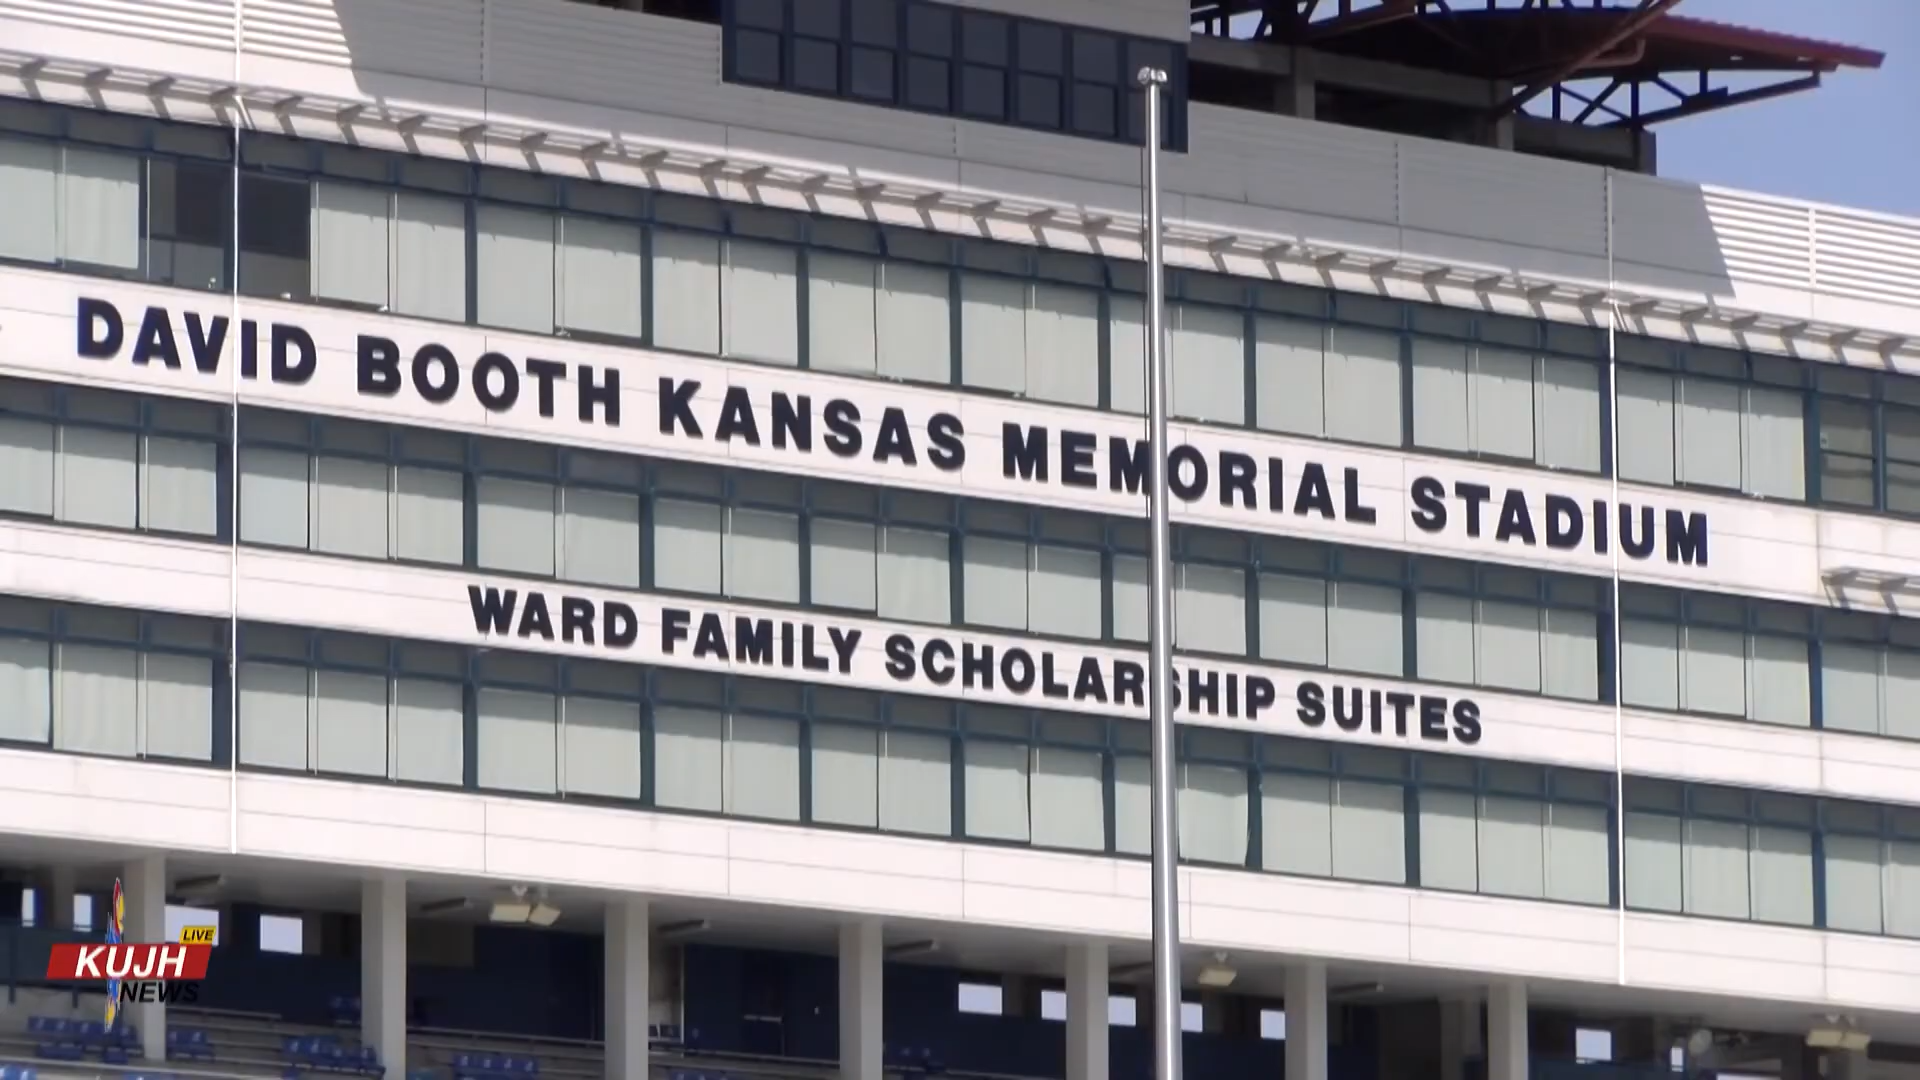 DAVID BOOTH KANSAS MEMORIAL STADIUM
WARD FAMILY SCHOLARSHIP SUITES
LIVE
KUJH
NEWS